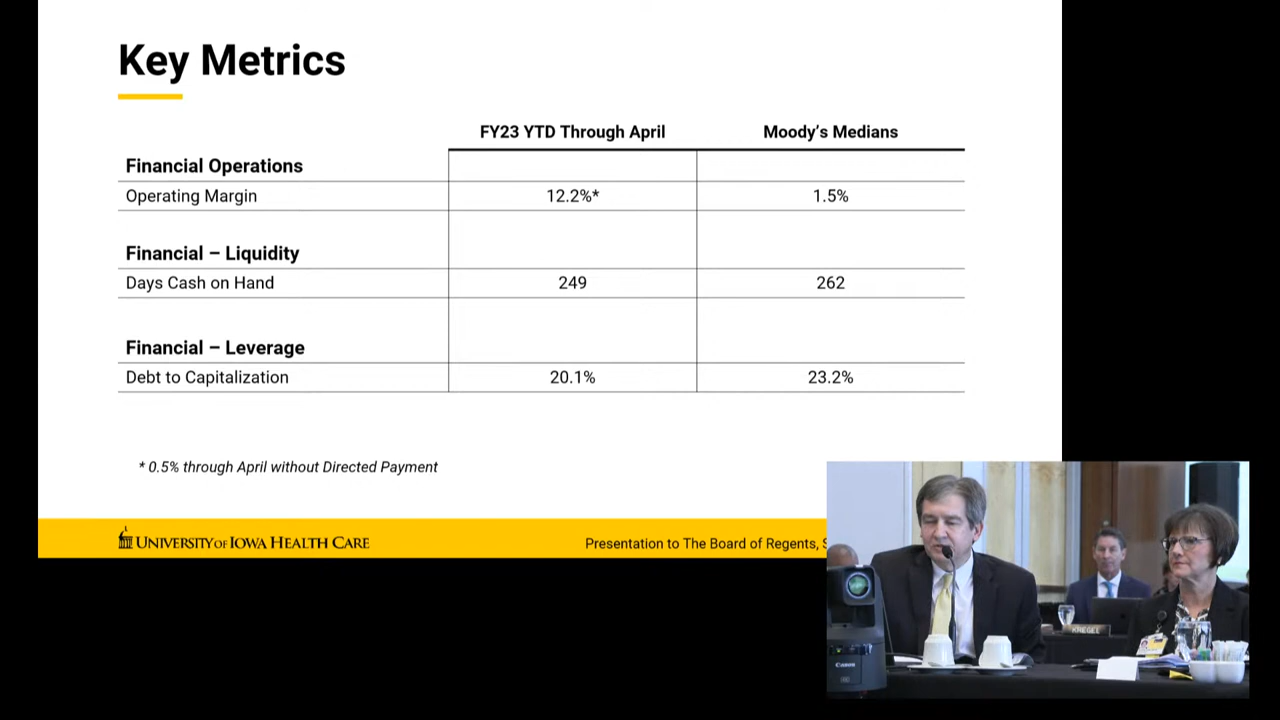 Key Metrics
FY23 YTD Through April Moody's Medians
Financial Operations
Operating Margin 12.2%* 1.5%
Financial – Liquidity
Days Cash on Hand 249 262
Financial – Leverage
Debt to Capitalization 20.1% 23.2%
* 0.5% through April without Directed Payment
UNIVERSITY OF IOWA HEALTH CARE
Presentation to The Board of Regents, S
KREGEL
Canon